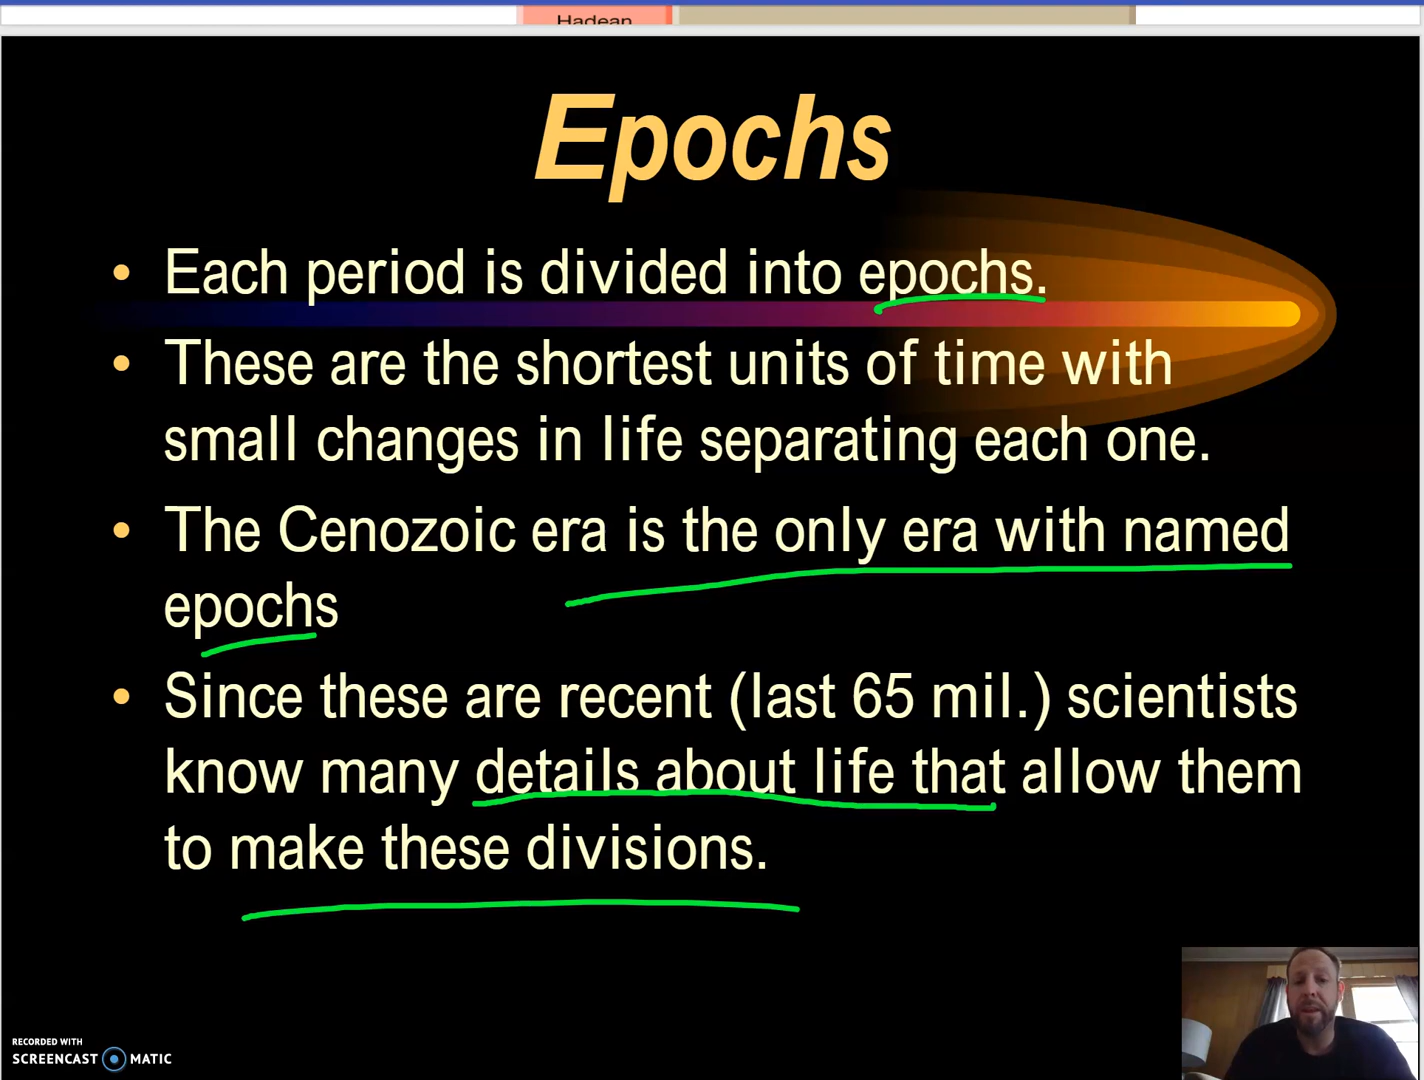 Hadean
Epochs
• Each period is divided into epochs.
• These are the shortest units of time with
small changes in life separating each one.
• The Cenozoic era is the only era with named
epochs
• Since these are recent (last 65 mil.) scientists
know many details about life that allow them
to make these divisions.
RECORDED WITH
SCREENCAST MATIC